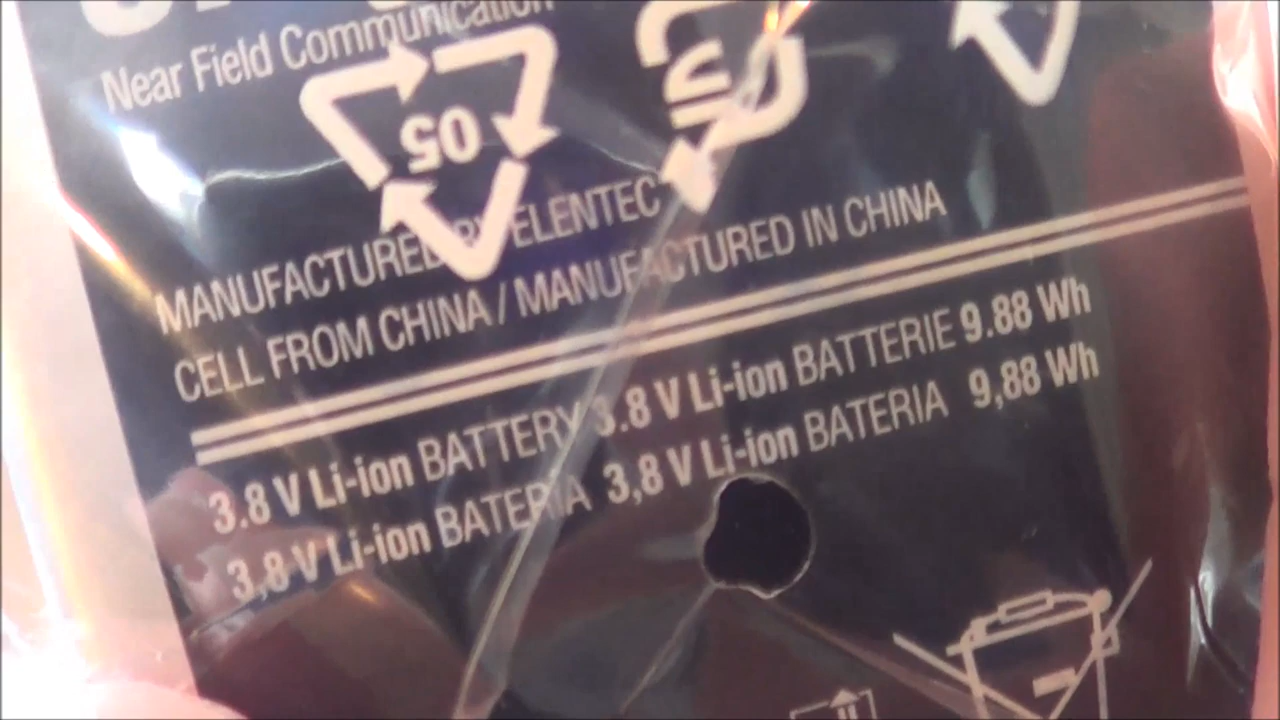 Near Field Communication
05
MANUFACTURED BY ELENTEC
CELL FROM CHINA / MANUFACTURED IN CHINA
3.8 V Li-ion BATTERY 3.8 V Li-ion BATTERIE 9.88 Wh
3,8 V Li-ion BATERIA 3,8 V Li-ion BATERIA 9,88 Wh